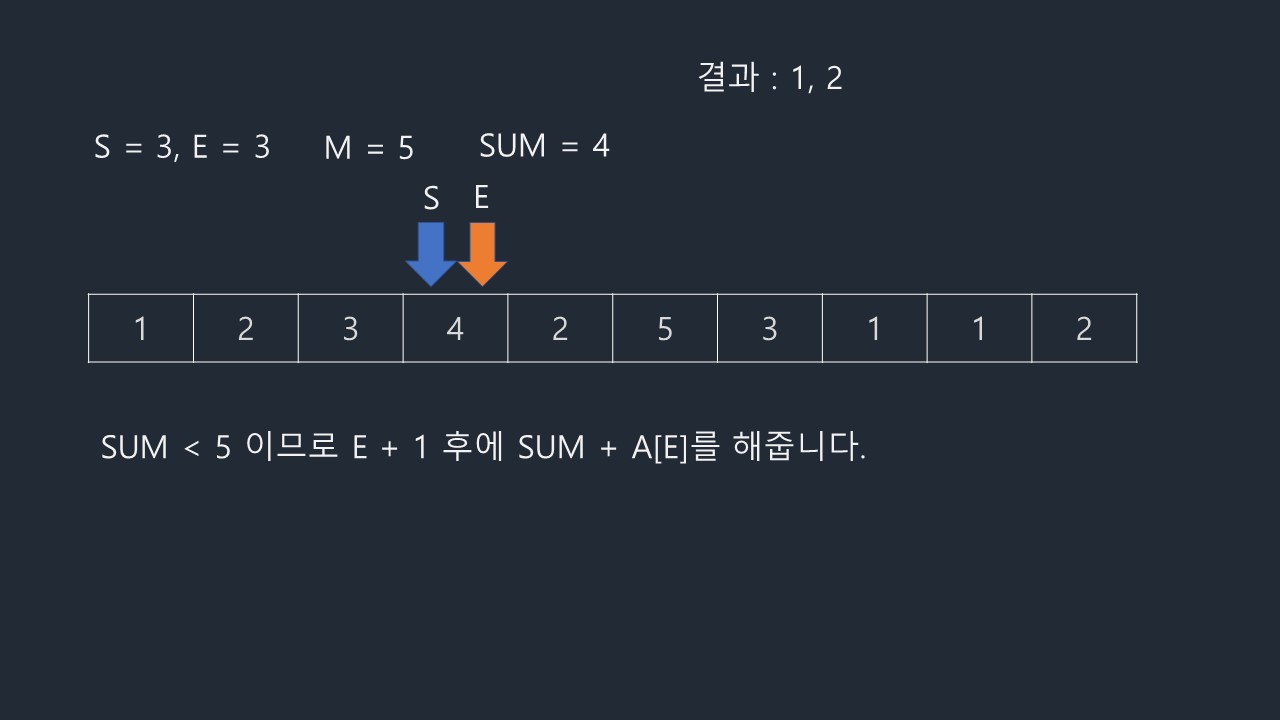 결과 : 1, 2
S = 3, E = 3 M = 5 SUM = 4
S E
1 2 3 4 2 5 3 1 1 2
SUM < 5 이므로 E + 1 후에 SUM + A[E]를 해줍니다.